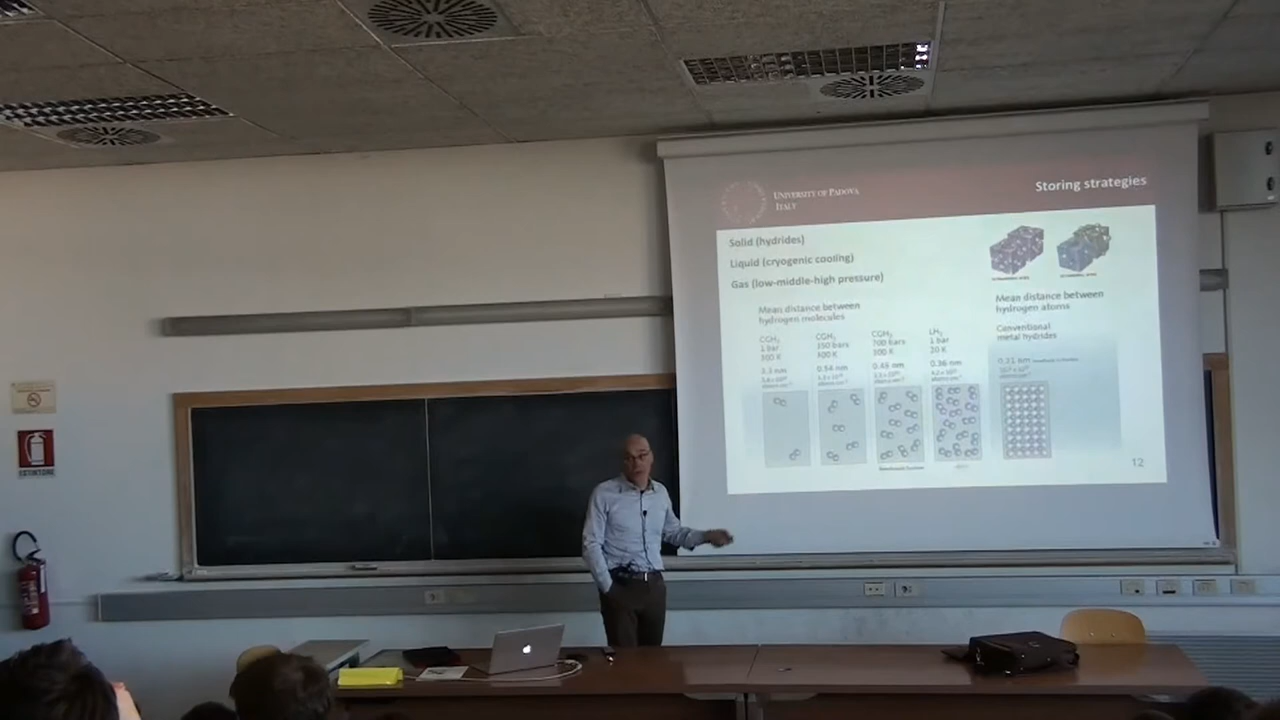 UNIVERSITY OF PADOVA
ITALY
Storing strategies
Solid (hydrides)
Liquid (cryogenic cooling)
Gas (low-middle-high pressure)
Mean distance between
hydrogen molecules
Mean distance between
hydrogen atoms
CGH₂
1 bar
300 K
CGH₂
350 bars
300 K
CGH₂
700 bars
300 K
LH₂
1 bar
20 K
Conventional
metal hydrides
3.3 nm
0.54 nm
0.45 nm
0.36 nm
0.21 nm
12
ESTINTORE